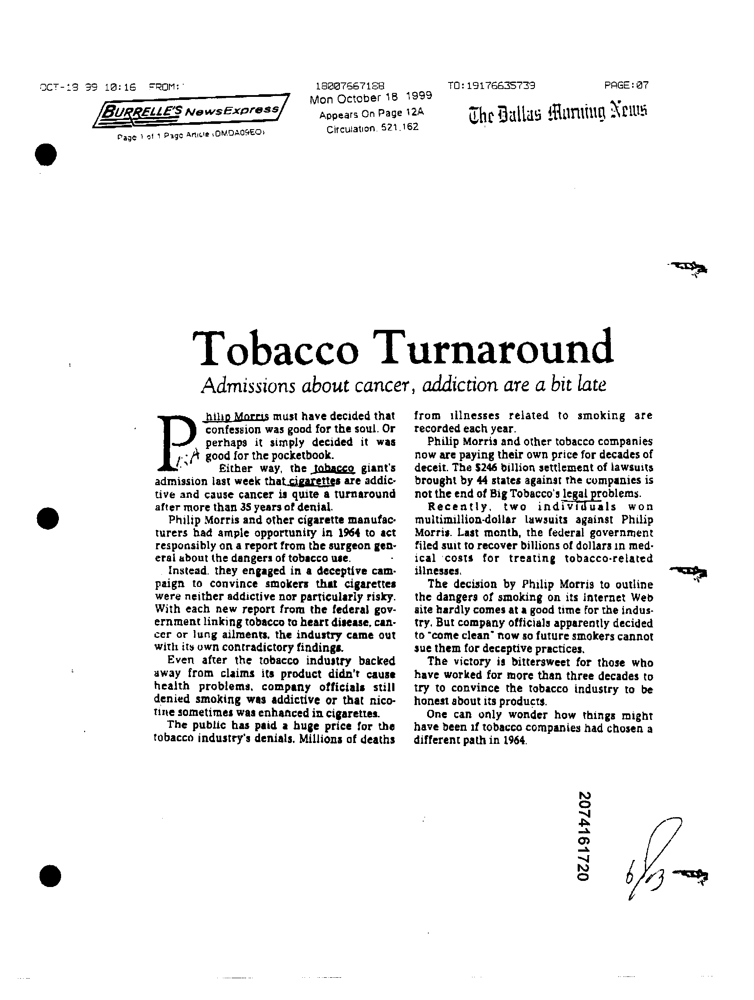 OCT-19 99 10:16 FROM:
18007667188
TO:19176635739
PAGE:07
BURRELLE'S NewsExpress
Page 1 of 1 Page Article (OMDA09EO)
Mon October 18 1999
Appears On Page 12A
Circulation. 521,162
The Dallas Morning News
Tobacco Turnaround
Admissions about cancer, addiction are a bit late
Philip Morris must have decided that
confession was good for the soul. Or
perhaps it simply decided it was
good for the pocketbook.
Either way, the tobacco giant's
admission last week that cigarettes are addic-
tive and cause cancer is quite a turnaround
after more than 35 years of denial.
Philip Morris and other cigarette manufac-
turers had ample opportunity in 1964 to act
responsibly on a report from the surgeon gen-
eral about the dangers of tobacco use.
Instead, they engaged in a deceptive cam-
paign to convince smokers that cigarettes
were neither addictive nor particularly risky.
With each new report from the federal gov-
ernment linking tobacco to heart disease, can-
cer or lung ailments, the industry came out
with its own contradictory findings.
Even after the tobacco industry backed
away from claims its product didn't cause
health problems, company officials still
denied smoking was addictive or that nico-
tine sometimes was enhanced in cigarettes.
The public has paid a huge price for the
tobacco industry's denials. Millions of deaths
from illnesses related to smoking are
recorded each year.
Philip Morris and other tobacco companies
now are paying their own price for decades of
deceit. The $246 billion settlement of lawsuits
brought by 44 states against the companies is
not the end of Big Tobacco's legal problems.
Recently, two individuals won
multimillion-dollar lawsuits against Philip
Morris. Last month, the federal government
filed suit to recover billions of dollars in med-
ical costs for treating tobacco-related
illnesses.
The decision by Philip Morris to outline
the dangers of smoking on its Internet Web
site hardly comes at a good time for the indus-
try. But company officials apparently decided
to "come clean" now so future smokers cannot
sue them for deceptive practices.
The victory is bittersweet for those who
have worked for more than three decades to
try to convince the tobacco industry to be
honest about its products.
One can only wonder how things might
have been if tobacco companies had chosen a
different path in 1964.
2074161720